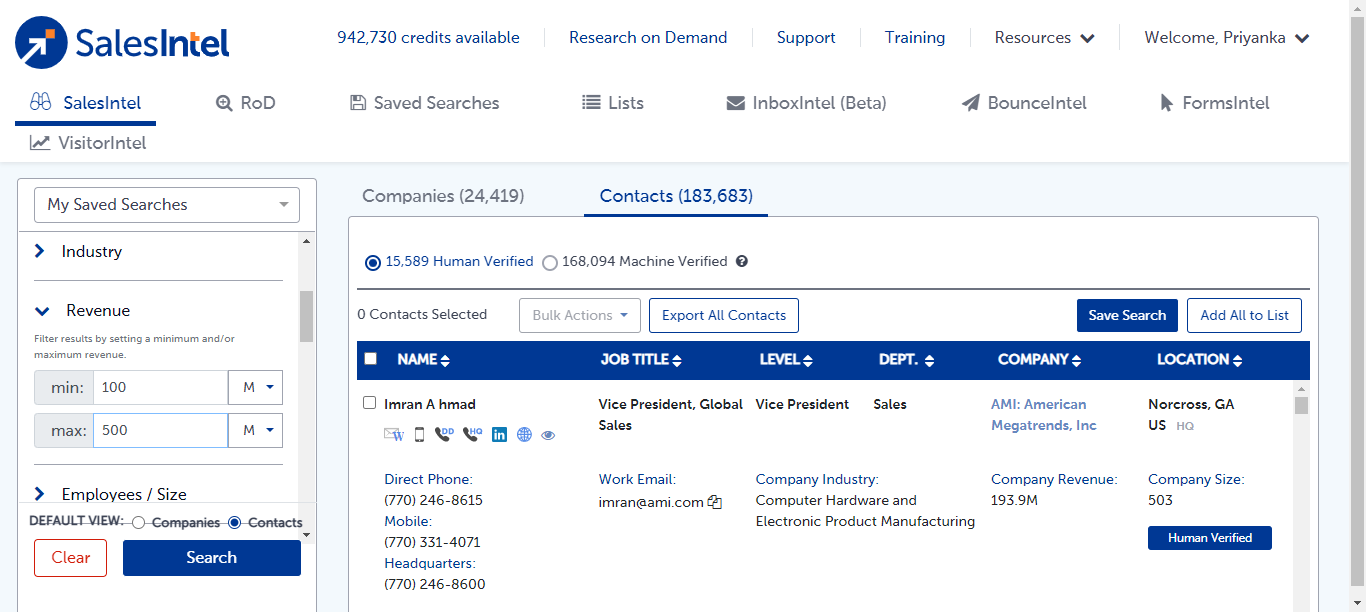 SalesIntel
942,730 credits available
Research on Demand
Support
Training
Resources
Welcome, Priyanka
SalesIntel
RoD
Saved Searches
Lists
InboxIntel (Beta)
BounceIntel
FormsIntel
VisitorIntel
My Saved Searches
Industry
Revenue
Filter results by setting a minimum and/or
maximum revenue.
min: 100 M
max: 500 M
Employees / Size
DEFAULT VIEW: Companies Contacts
Clear
Search
Companies (24,419)
Contacts (183,683)
15,589 Human Verified
168,094 Machine Verified ?
0 Contacts Selected
Bulk Actions
Export All Contacts
Save Search
Add All to List
NAME
JOB TITLE
LEVEL
DEPT.
COMPANY
LOCATION
Imran A hmad
W
DD
HQ
in
Direct Phone:
(770) 246-8615
Mobile:
(770) 331-4071
Headquarters:
(770) 246-8600
Vice President, Global
Sales
Work Email:
imran@ami.com
Vice President
Company Industry:
Computer Hardware and
Electronic Product Manufacturing
Sales
AMI: American
Megatrends, Inc
Company Revenue:
193.9M
Norcross, GA
US HQ
Company Size:
503
Human Verified